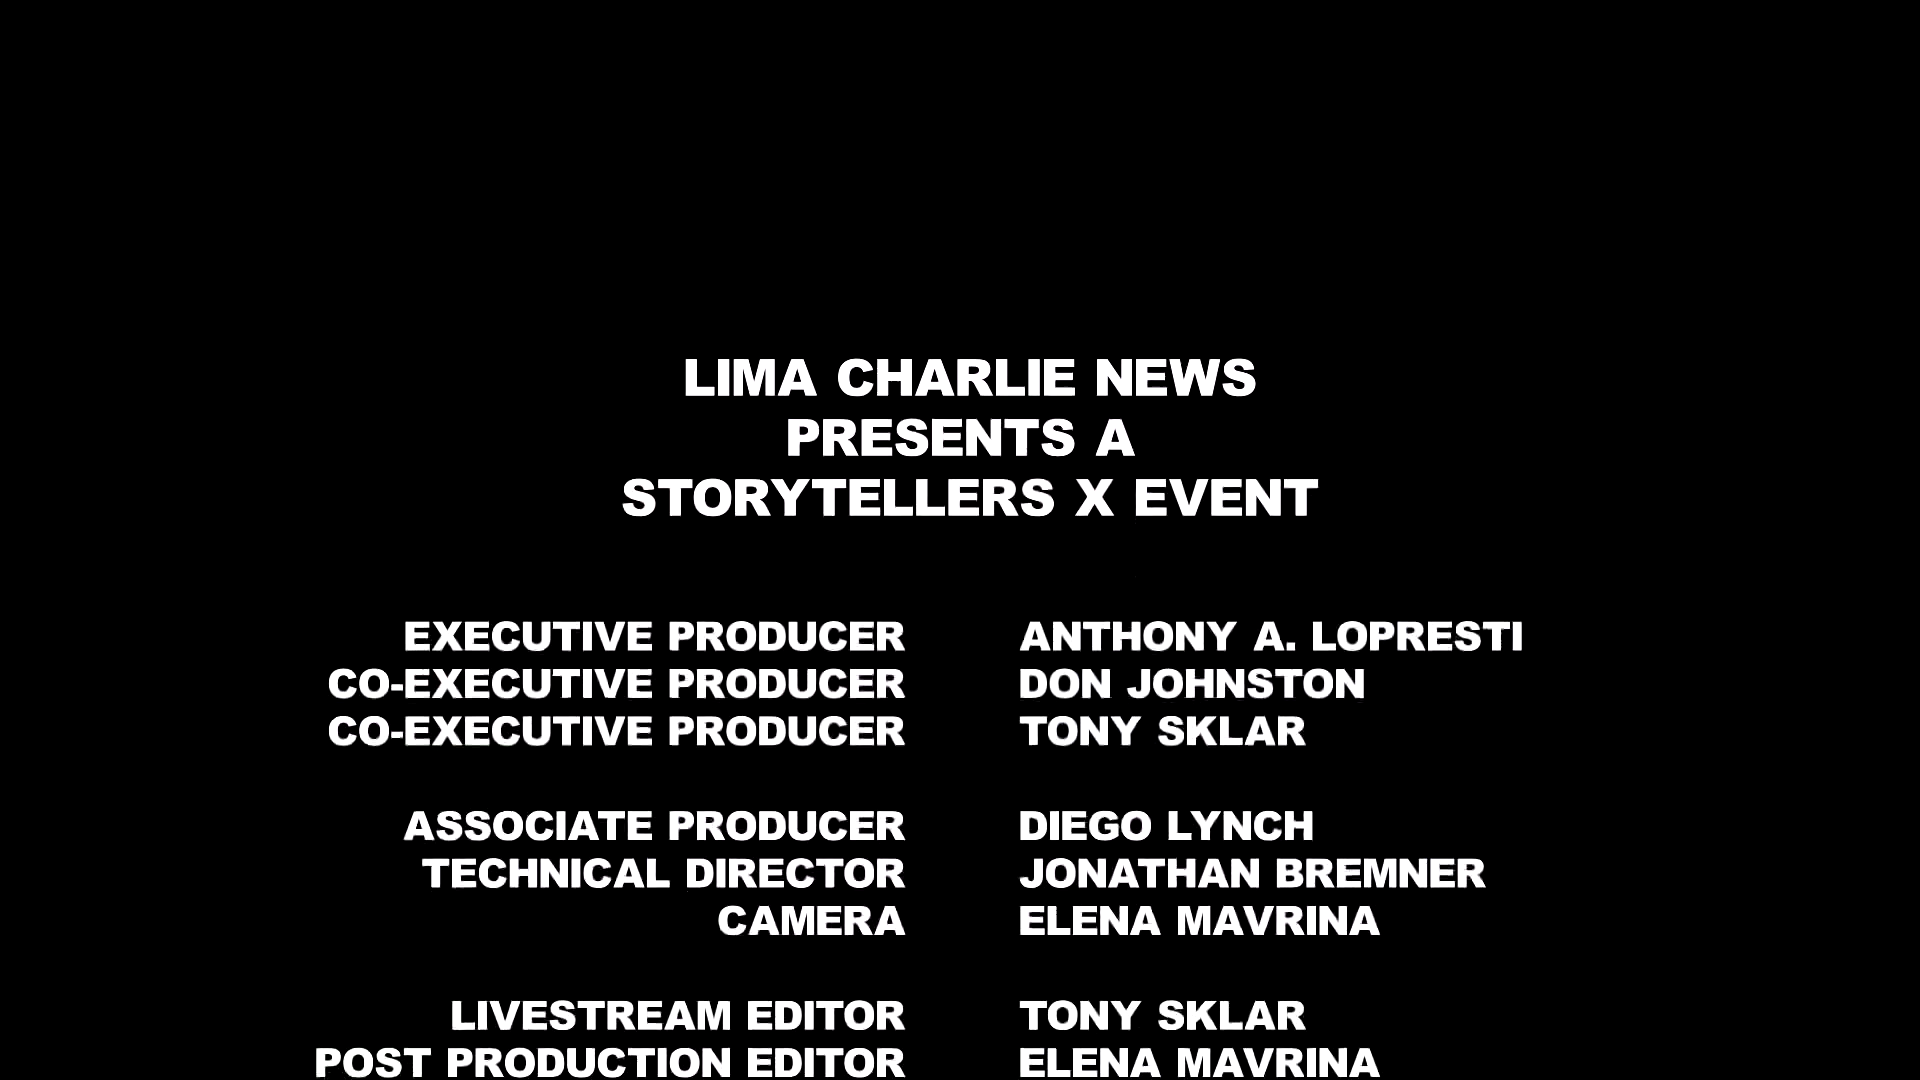 LIMA CHARLIE NEWS
PRESENTS A
STORYTELLERS X EVENT
EXECUTIVE PRODUCER ANTHONY A. LOPRESTI
CO-EXECUTIVE PRODUCER DON JOHNSTON
CO-EXECUTIVE PRODUCER TONY SKLAR
ASSOCIATE PRODUCER DIEGO LYNCH
TECHNICAL DIRECTOR JONATHAN BREMNER
CAMERA ELENA MAVRINA
LIVESTREAM EDITOR TONY SKLAR
POST PRODUCTION EDITOR ELENA MAVRINA